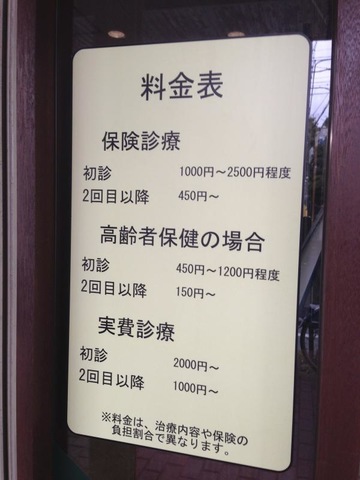 料金表
保険診療
初診 1000円～2500円程度
2回目以降 450円～
高齢者保健の場合
初診 450円～1200円程度
2回目以降 150円～
実費診療
初診 2000円～
2回目以降 1000円～
※料金は、治療内容や保険の
負担割合で異なります。